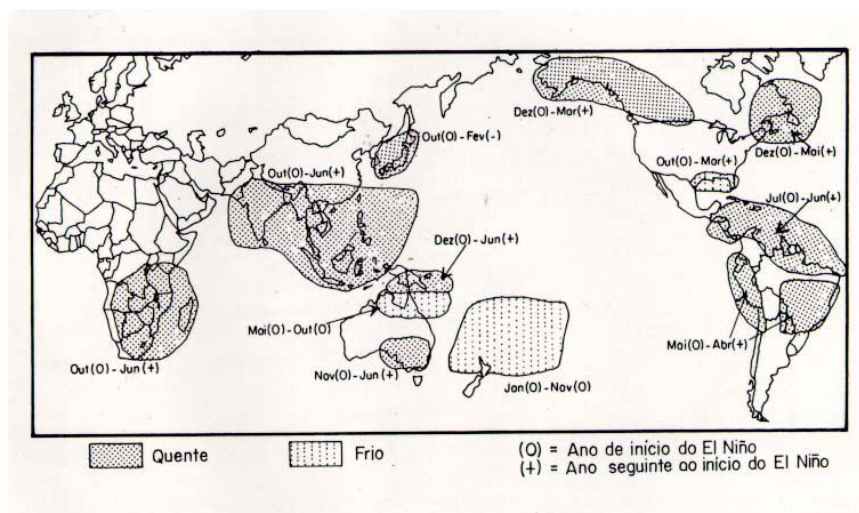 Dez(0)-Mar(+)
Out(0)-Fev(-)
Dez(0)-Mai(+)
Out(0)-Mar(+)
Out(0)-Jun(+)
Jul(0)-Jun(+)
Dez(0)-Jun(+)
Mai(0)-Out(0)
Mai(0)-Abr(+)
Out(0)-Jun(+)
Nov(0)-Jun(+)
Jan(0)-Nov(0)
Quente
Frio
(0) = Ano de início do El Niño
(+) = Ano seguinte ao início do El Niño